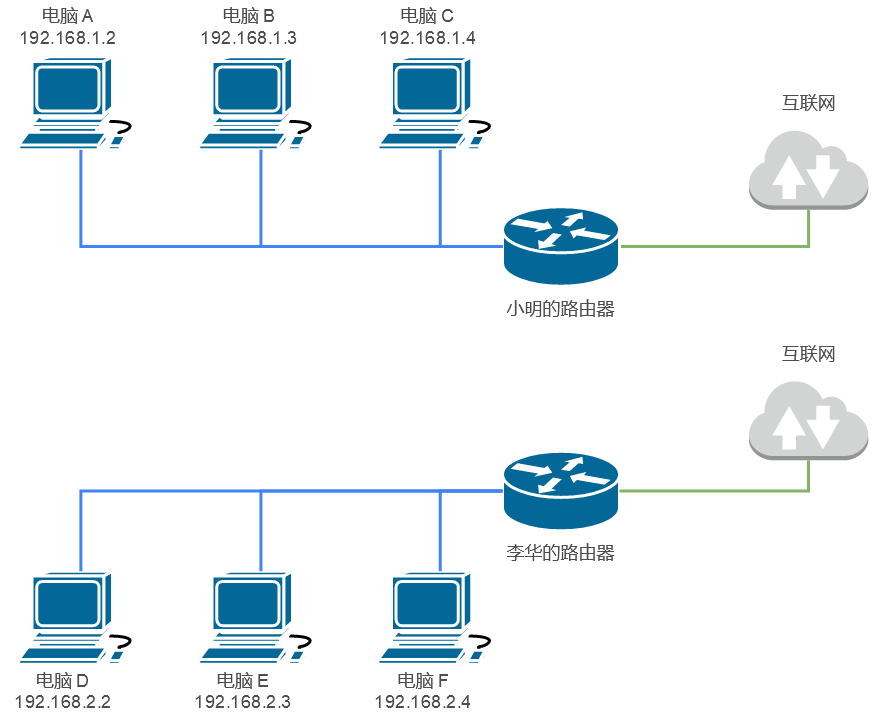 电脑 A
192.168.1.2
电脑 B
192.168.1.3
电脑 C
192.168.1.4
互联网
小明的路由器
互联网
李华的路由器
电脑 D
192.168.2.2
电脑 E
192.168.2.3
电脑 F
192.168.2.4